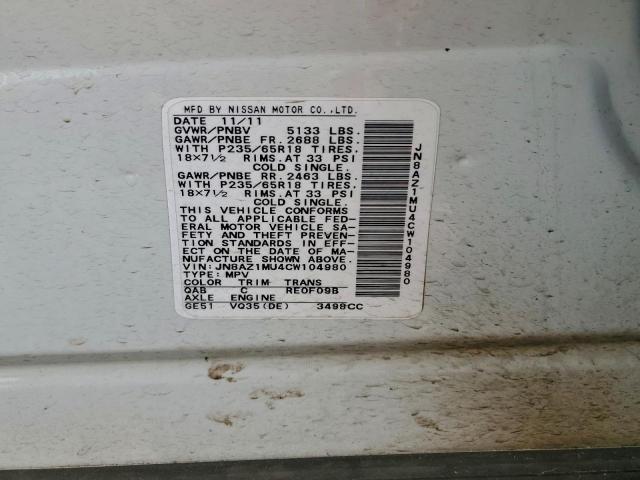 MFD BY NISSAN MOTOR CO.,LTD.
DATE 11/11
GVWR/PNBV 5133 LBS.
GAWR/PNBE FR. 2688 LBS.
WITH P235/65R18 TIRES.
18×7½ RIMS.AT 33 PSI
COLD SINGLE.
GAWR/PNBE RR. 2463 LBS.
WITH P235/65R18 TIRES.
18×7½ RIMS.AT 33 PSI
COLD SINGLE.
THIS VEHICLE CONFORMS
TO ALL APPLICABLE FED-
ERAL MOTOR VEHICLE SA-
FETY AND THEFT PREVEN-
TION STANDARDS IN EFF-
ECT ON THE DATE OF MA-
NUFACTURE SHOWN ABOVE.
VIN:JN8AZ1MU4CW104980
TYPE: MPV
COLOR TRIM TRANS
QAB C RE0F09B
AXLE ENGINE
GE51 VQ35(DE) 3498CC
JN8AZ1MU4CW104980